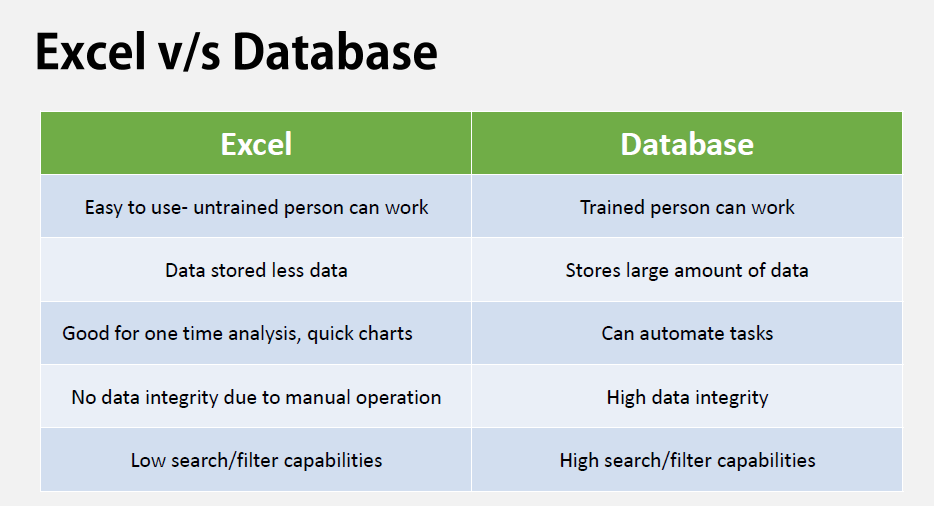 Excel v/s Database
Excel
Database
Easy to use- untrained person can work
Trained person can work
Data stored less data
Stores large amount of data
Good for one time analysis, quick charts
Can automate tasks
No data integrity due to manual operation
High data integrity
Low search/filter capabilities
High search/filter capabilities